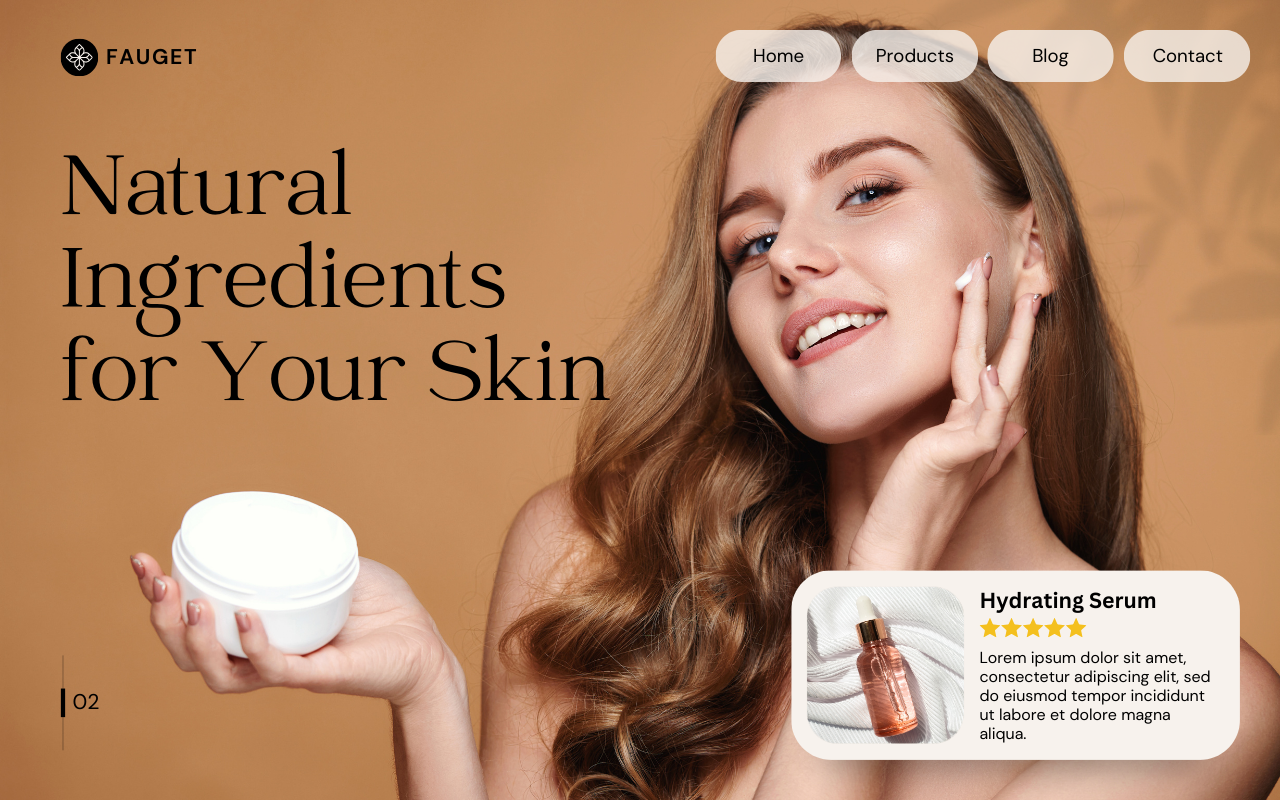 FAUGET
Home
Products
Blog
Contact
Natural
Ingredients
for Your Skin
02
Hydrating Serum
Lorem ipsum dolor sit amet,
consectetur adipiscing elit, sed
do eiusmod tempor incididunt
ut labore et dolore magna
aliqua.